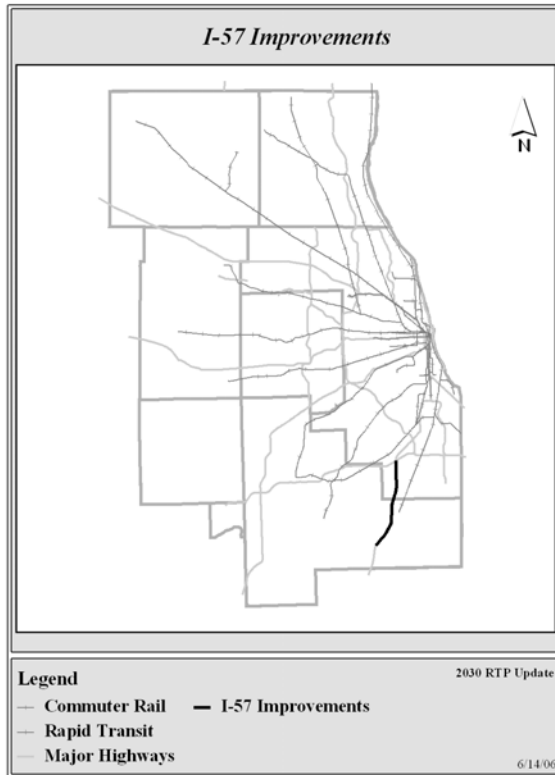 I-57 Improvements
N
Legend
2030 RTP Update
Commuter Rail
I-57 Improvements
Rapid Transit
Major Highways
6/14/06